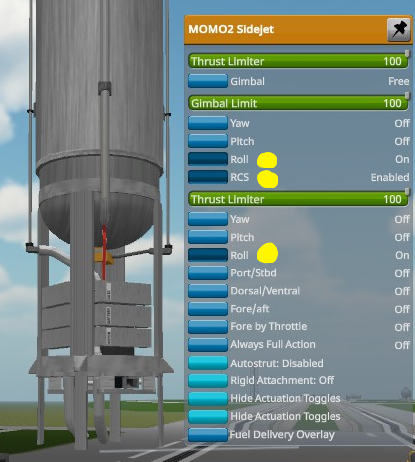 MOMO2 Sidejet
Thrust Limiter 100
Gimbal Free
Gimbal Limit 100
Yaw Off
Pitch Off
Roll On
RCS Enabled
Thrust Limiter 100
Yaw Off
Pitch Off
Roll On
Port/Stbd Off
Dorsal/Ventral Off
Fore/aft Off
Fore by Throttle Off
Always Full Action Off
Autostrut: Disabled
Rigid Attachment: Off
Hide Actuation Toggles
Hide Actuation Toggles
Fuel Delivery Overlay